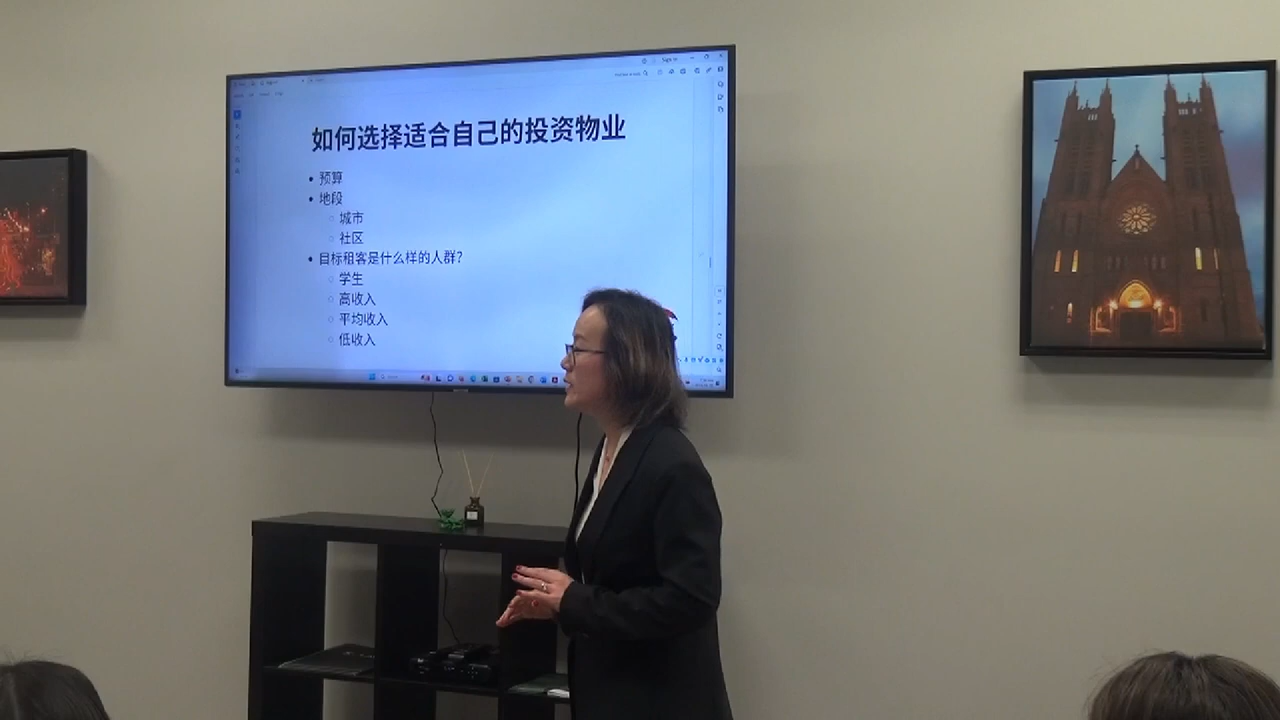 Sign in
如何选择适合自己的投资物业
预算
地段
城市
社区
目标租客是什么样的人群?
学生
高收入
平均收入
低收入